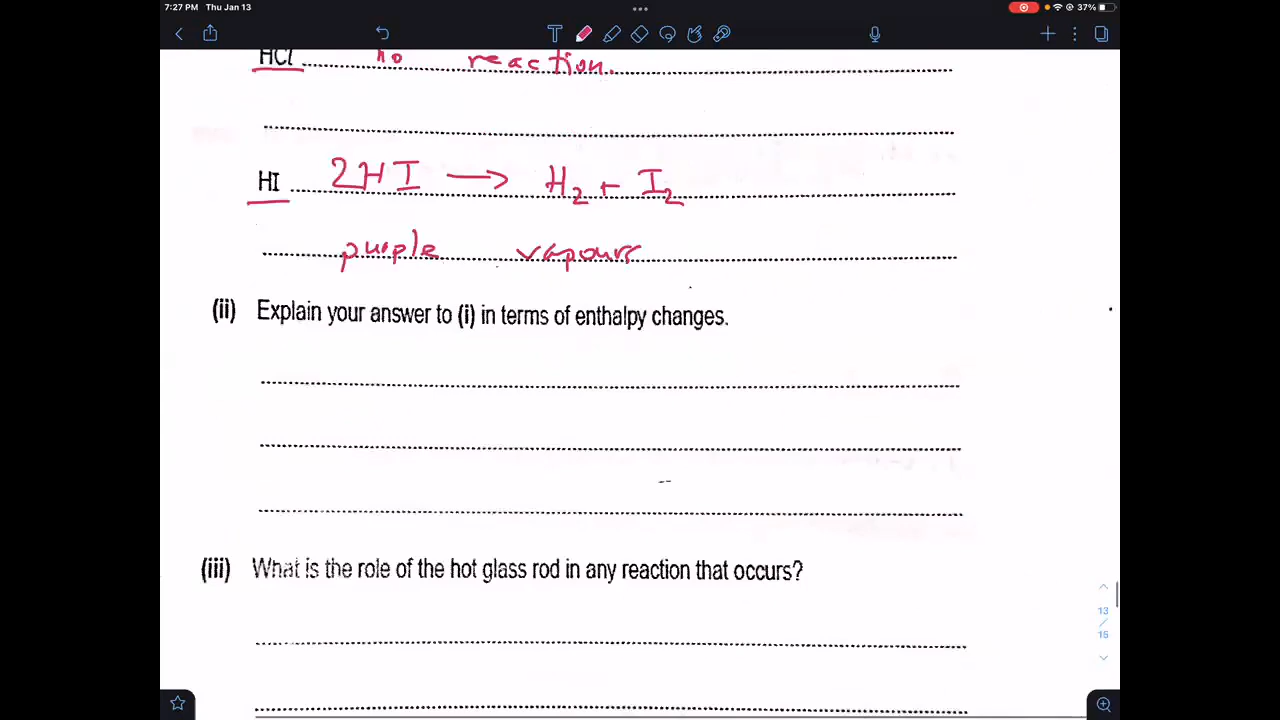 7:27 PM Thu Jan 13
37%
HCl no reaction.
HI 2HI → H2 + I2
purple vapours
(ii) Explain your answer to (i) in terms of enthalpy changes.
(iii) What is the role of the hot glass rod in any reaction that occurs?
13
/
15